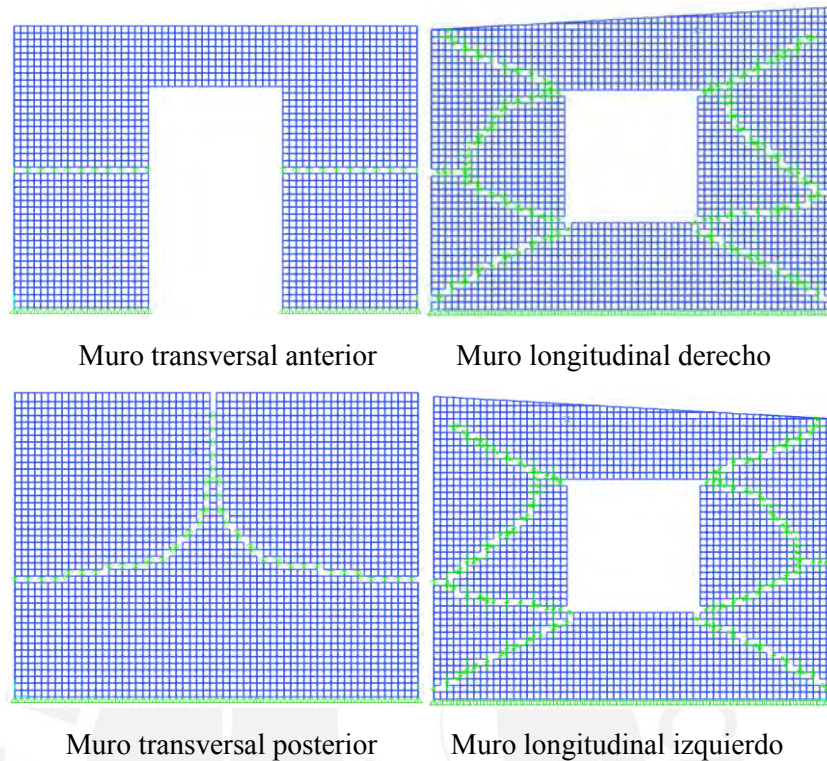 Muro transversal anterior
Muro longitudinal derecho
Muro transversal posterior
Muro longitudinal izquierdo